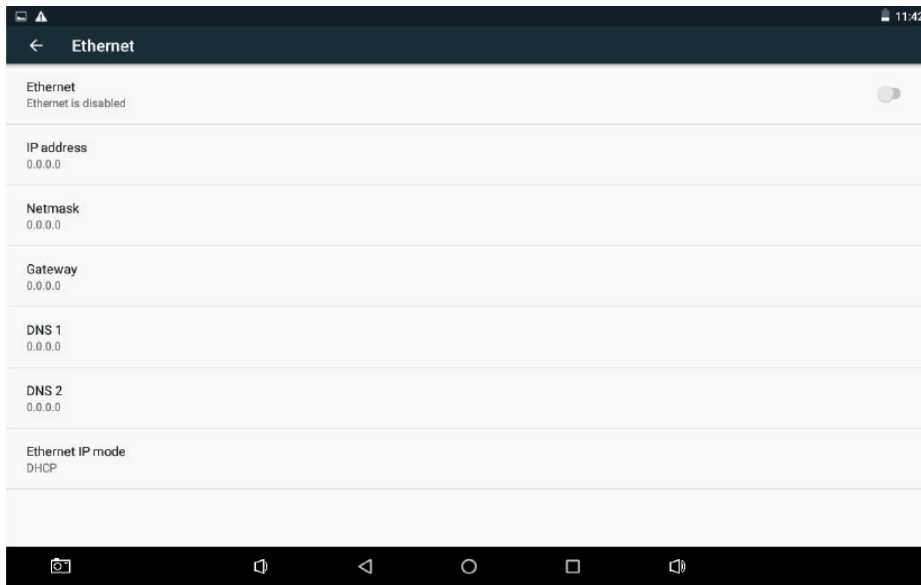 11:42
Ethernet
Ethernet
Ethernet is disabled
IP address
0.0.0.0
Netmask
0.0.0.0
Gateway
0.0.0.0
DNS 1
0.0.0.0
DNS 2
0.0.0.0
Ethernet IP mode
DHCP